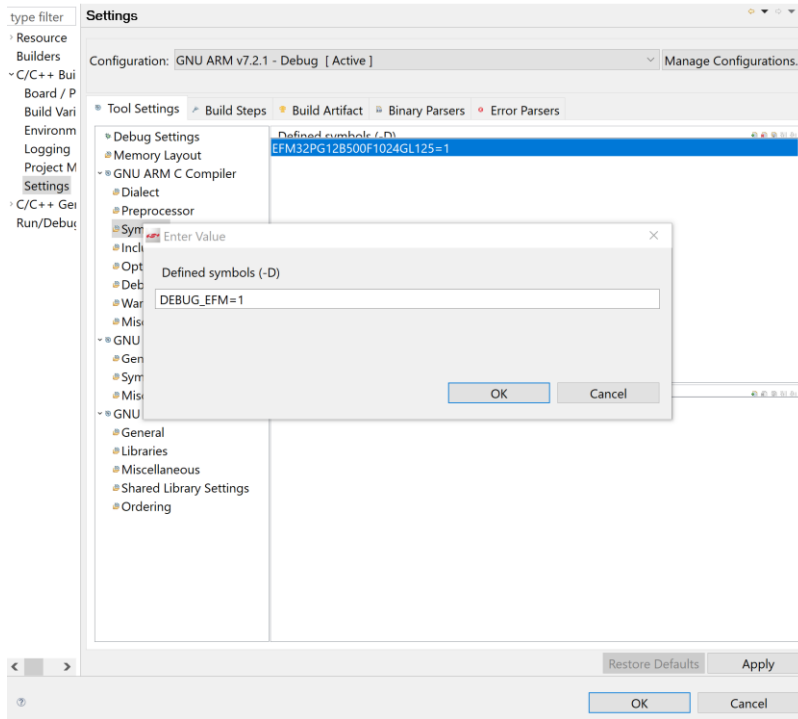 type filter
Settings
Resource
Builders
C/C++ Bui
Board / P
Build Vari
Environm
Logging
Project M
Settings
C/C++ Ge
Run/Debu
Configuration: GNU ARM v7.2.1 - Debug [ Active ]
Manage Configurations.
Tool Settings
Build Steps
Build Artifact
Binary Parsers
Error Parsers
Debug Settings
Memory Layout
GNU ARM C Compiler
Dialect
Preprocessor
Sym
Inclu
Opt
Deb
War
Mis
GNU
Gen
Sym
Mis
GNU
General
Libraries
Miscellaneous
Shared Library Settings
Ordering
Defined symbols (-D)
EFM32PG12B500F1024GL125=1
Enter Value
Defined symbols (-D)
DEBUG_EFM=1
OK
Cancel
Restore Defaults
Apply
OK
Cancel